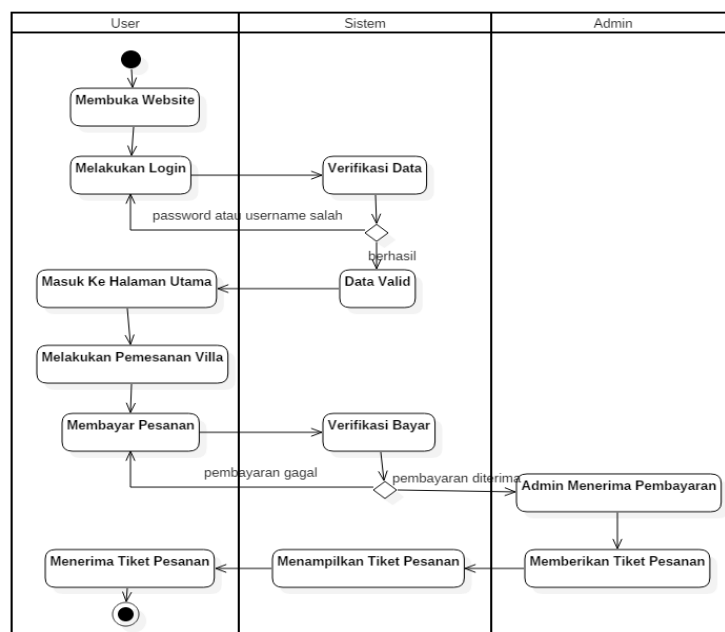 User
Sistem
Admin
Membuka Website
Melakukan Login
Verifikasi Data
password atau username salah
berhasil
Masuk Ke Halaman Utama
Data Valid
Melakukan Pemesanan Villa
Membayar Pesanan
Verifikasi Bayar
pembayaran gagal
pembayaran diterima
Admin Menerima Pembayaran
Menerima Tiket Pesanan
Menampilkan Tiket Pesanan
Memberikan Tiket Pesanan